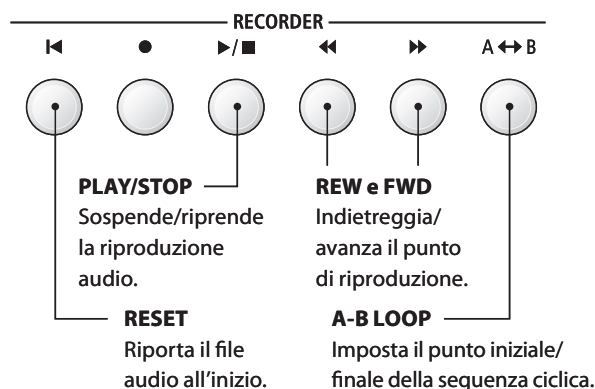 RECORDER
A ↔ B
PLAY/STOP
Sospende/riprende
la riproduzione
audio.
REW e FWD
Indietreggia/
avanza il punto
di riproduzione.
RESET
Riporta il file
audio all’inizio.
A-B LOOP
Imposta il punto iniziale/
finale della sequenza ciclica.